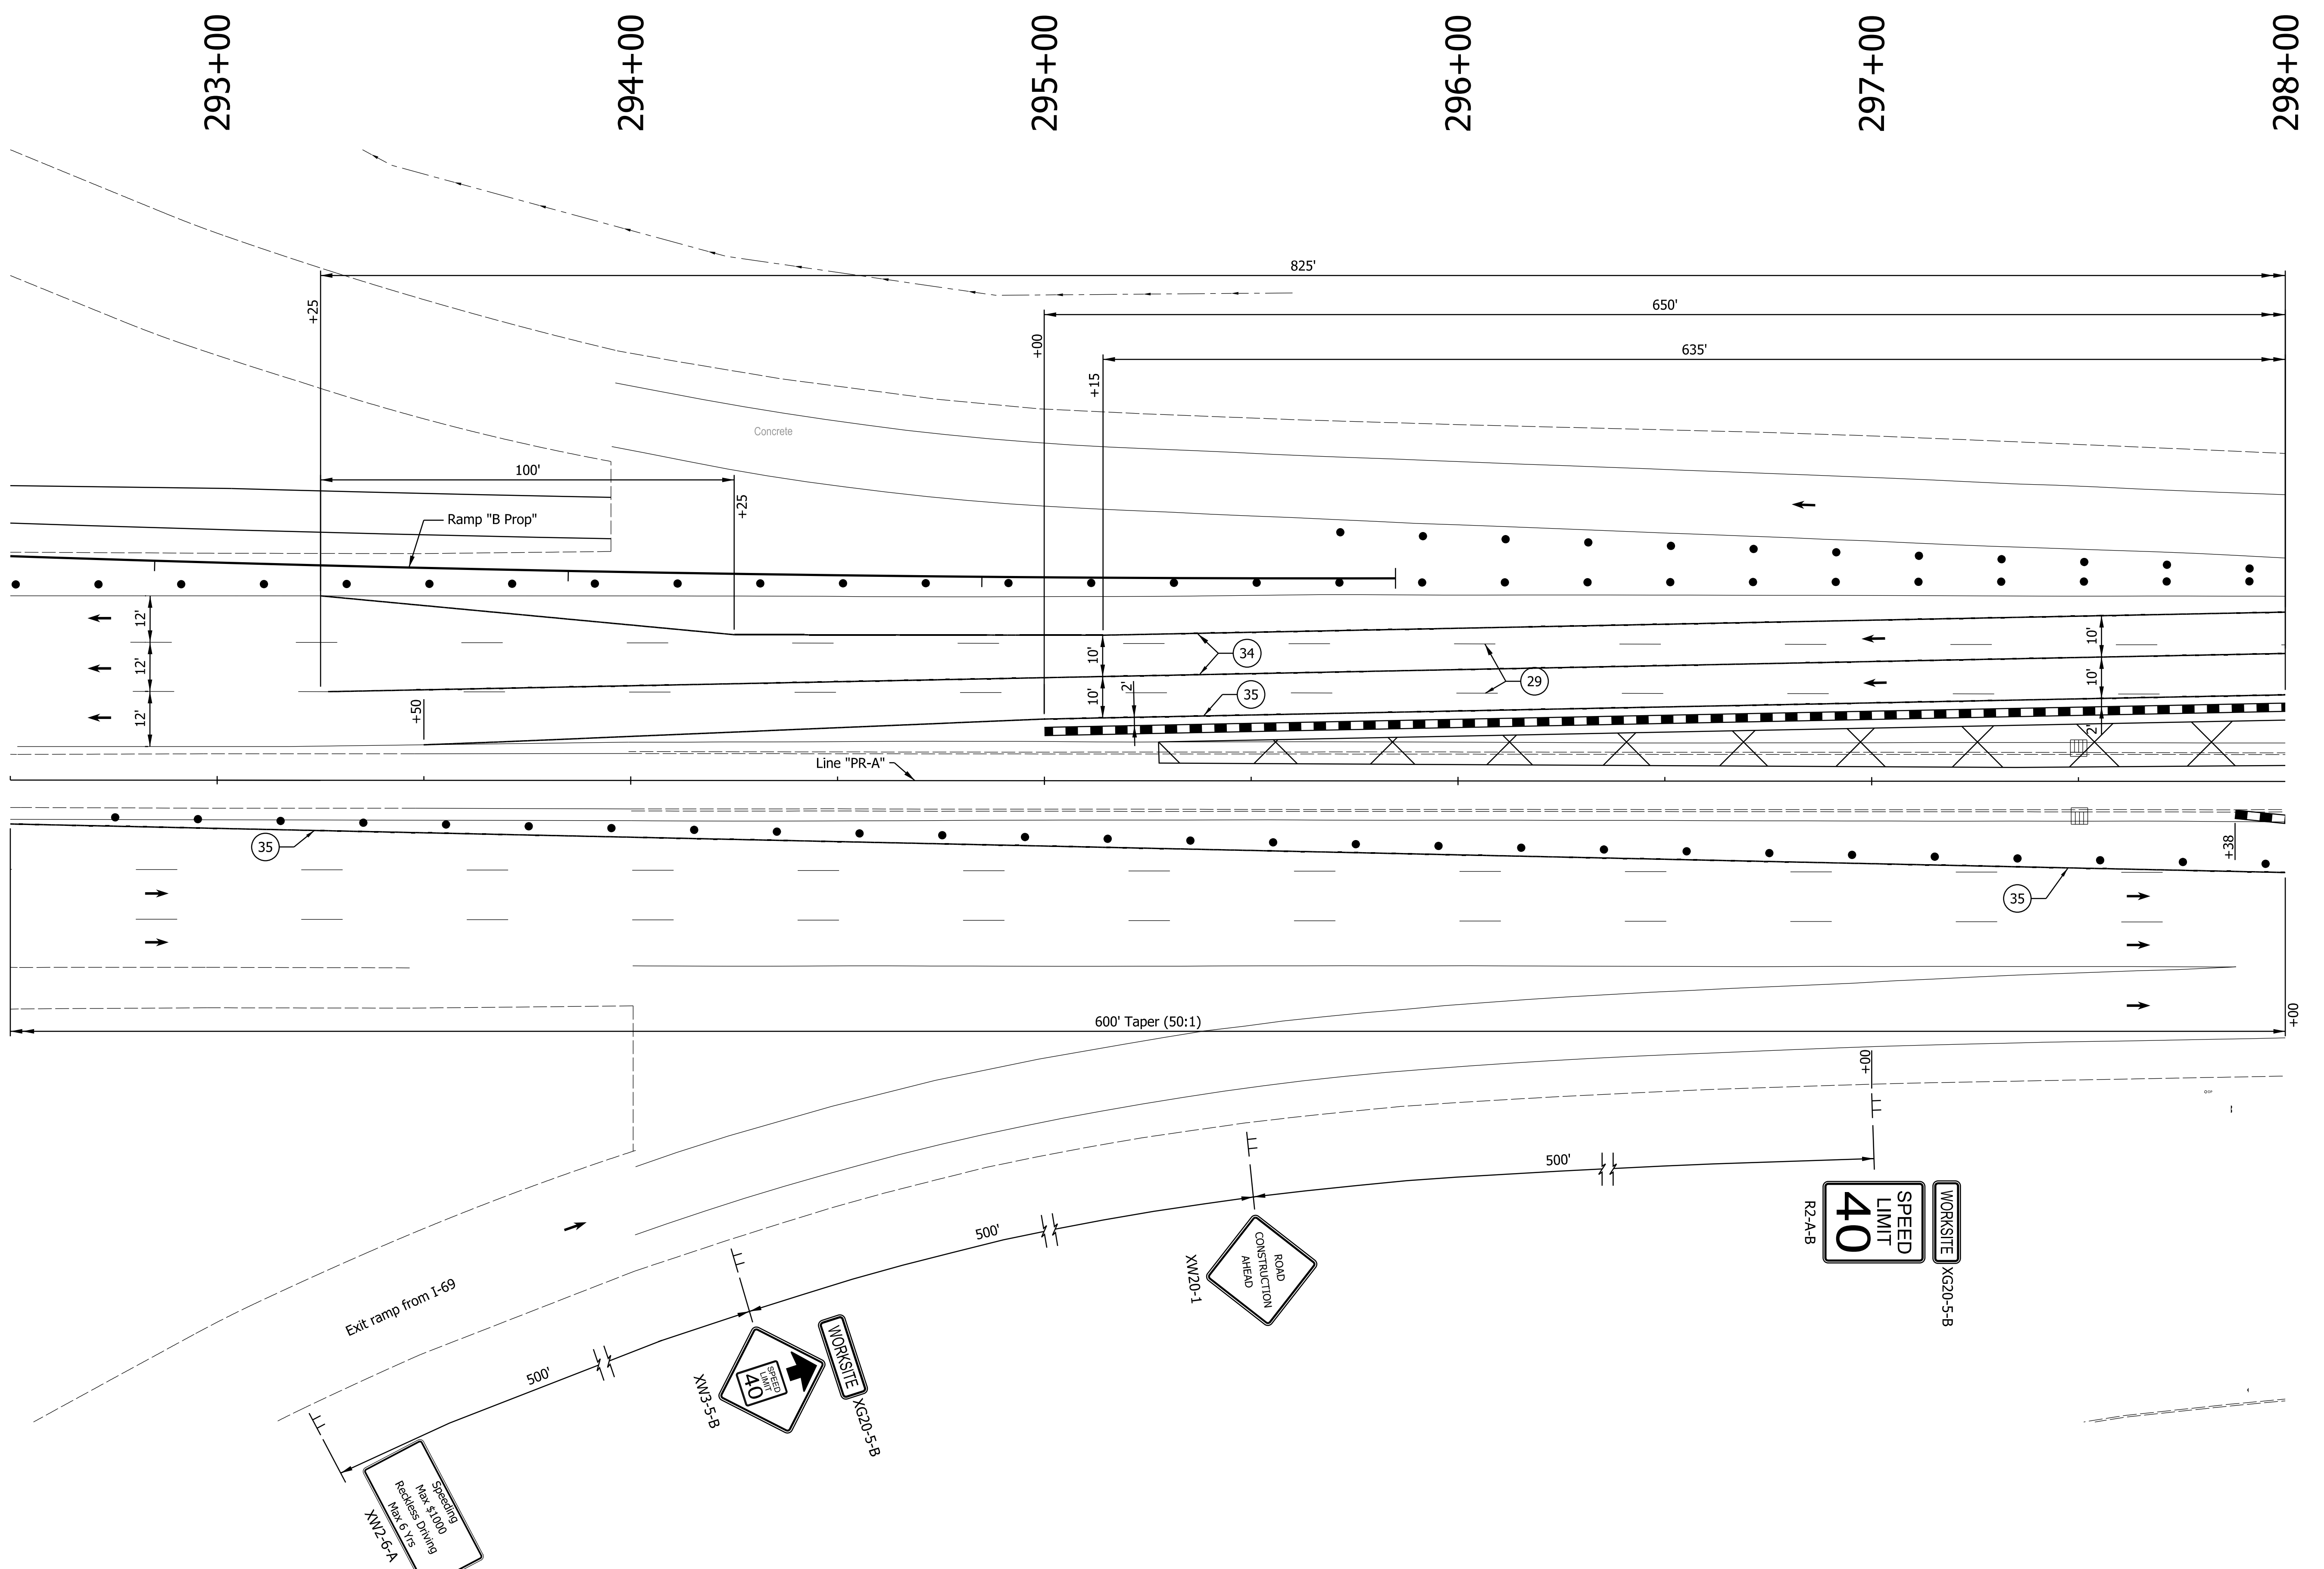 293+00
294+00
295+00
296+00
297+00
298+00
825'
+25
650'
+00
635'
+15
Concrete
100'
+25
Ramp "B Prop"
12'
12'
12'
+50
10'
10'
2'
34
35
29
10'
10'
2'
Line "PR-A"
35
+38
35
600' Taper (50:1)
+00
+00
500'
500'
500'
Exit ramp from I-69
WORKSITE
XG20-5-B
SPEED
LIMIT
40
R2-A-B
ROAD
CONSTRUCTION
AHEAD
XW20-1
WORKSITE
XG20-5-B
SPEED
LIMIT
40
XW3-5-B
Speeding
Max $1000
Reckless Driving
Max 6 Yrs
XW2-6-A